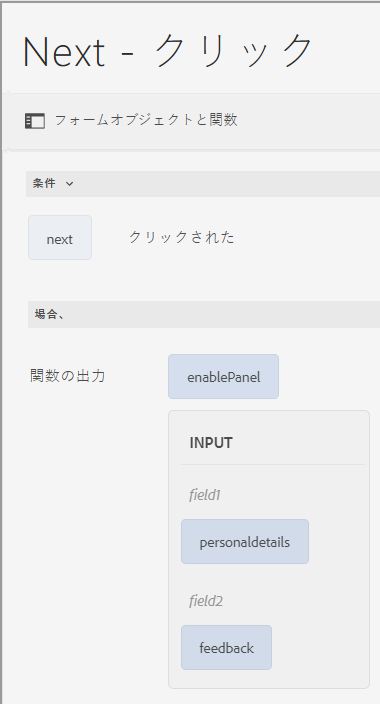 Next - クリック
フォームオブジェクトと関数
条件
next クリックされた
場合、
関数の出力 enablePanel
INPUT
field1
personaldetails
field2
feedback